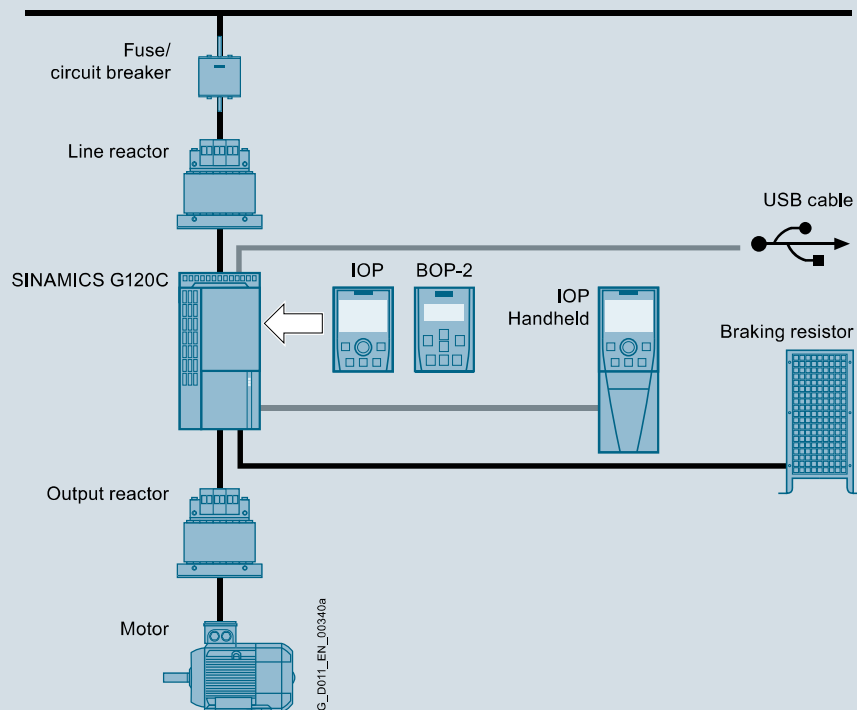 Fuse/
circuit breaker
Line reactor
USB cable
SINAMICS G120C
IOP
BOP-2
IOP
Handheld
Braking resistor
Output reactor
Motor
G_D011_EN_00340a